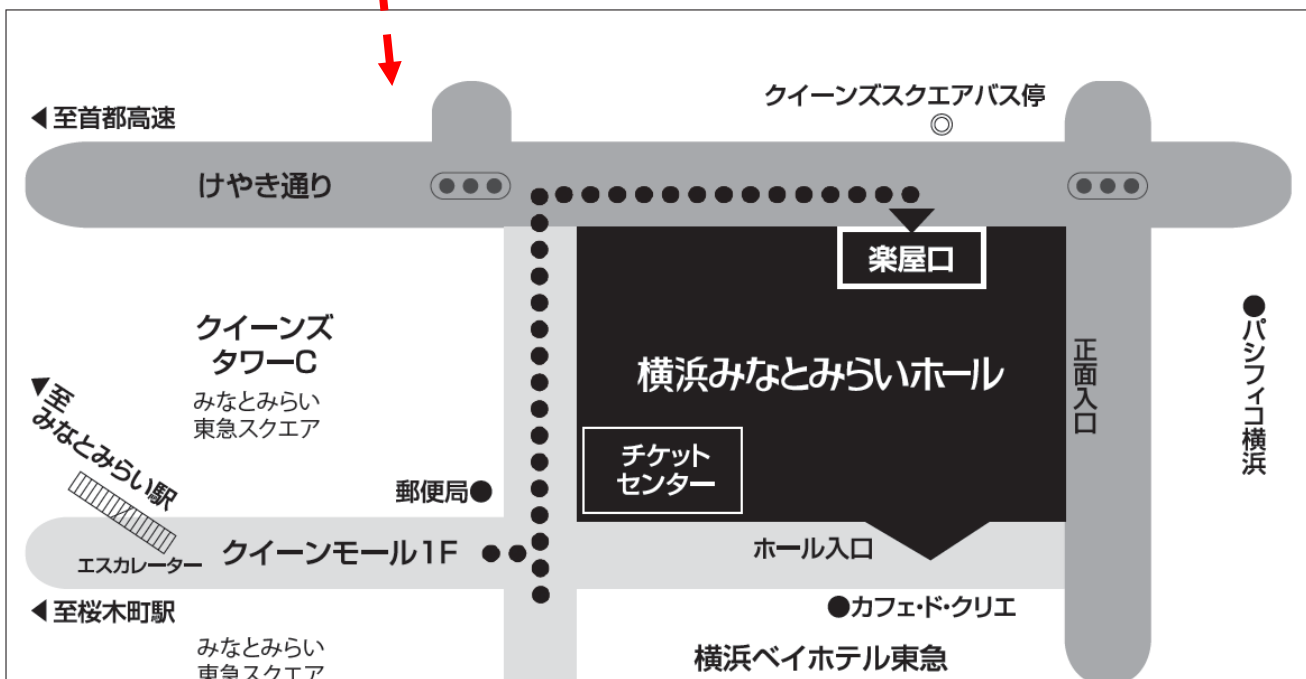 クイーンズスクエアバス停
◀至首都高速
けやき通り
楽屋口
クイーンズ
タワーC
みなとみらい
東急スクエア
横浜みなとみらいホール
正面入口
●パシフィコ横浜
◀至
みなとみらい駅
チケット
センター
郵便局●
エスカレーター
クイーンモール1F
ホール入口
◀至桜木町駅
●カフェ・ド・クリエ
みなとみらい
東急スクエア
横浜ベイホテル東急